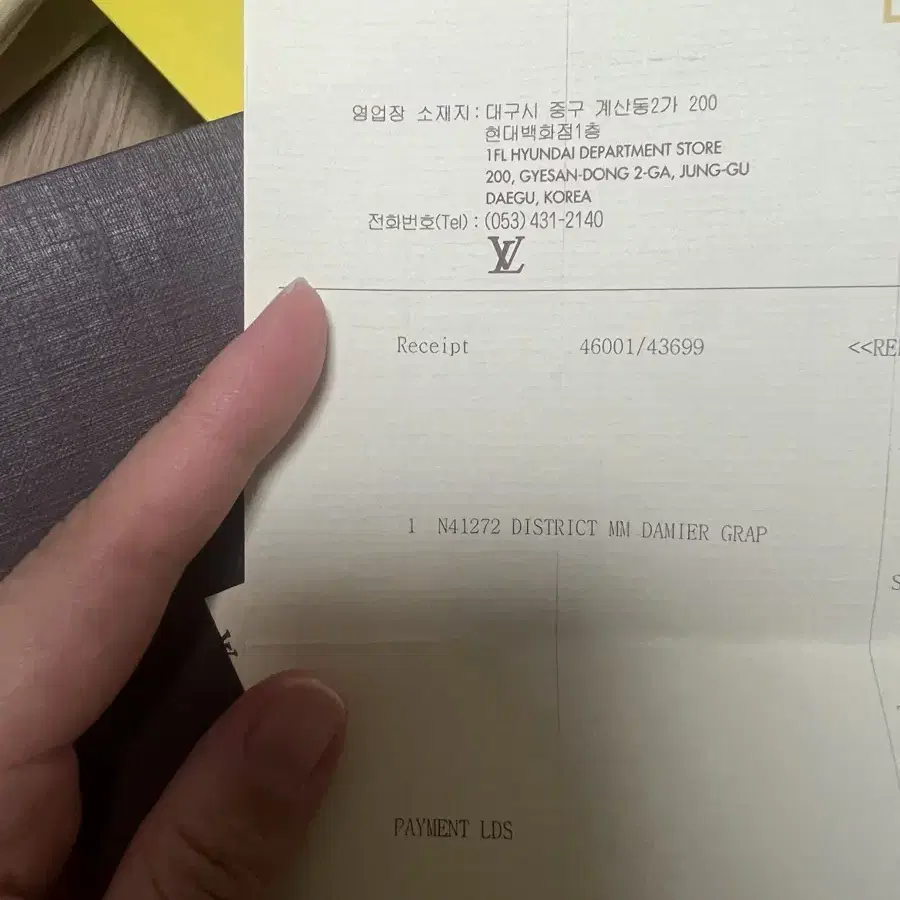 영업장 소재지: 대구시 중구 계산동2가 200
현대백화점1층
1FL HYUNDAI DEPARTMENT STORE
200, GYESAN-DONG 2-GA, JUNG-GU
DAEGU, KOREA
전화번호(Tel) : (053) 431-2140
LV
Receipt 46001/43699 <<RE
1 N41272 DISTRICT MM DAMIER GRAP
PAYMENT LDS